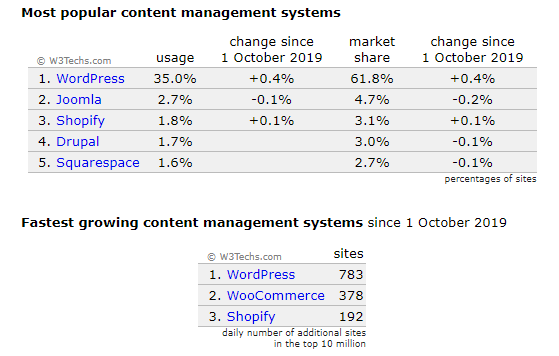 Most popular content management systems
© W3Techs.com usage change since 1 October 2019 market share change since 1 October 2019
1. WordPress 35.0% +0.4% 61.8% +0.4%
2. Joomla 2.7% -0.1% 4.7% -0.2%
3. Shopify 1.8% +0.1% 3.1% +0.1%
4. Drupal 1.7% 3.0% -0.1%
5. Squarespace 1.6% 2.7% -0.1%
percentages of sites
Fastest growing content management systems since 1 October 2019
© W3Techs.com sites
1. WordPress 783
2. WooCommerce 378
3. Shopify 192
daily number of additional sites
in the top 10 million